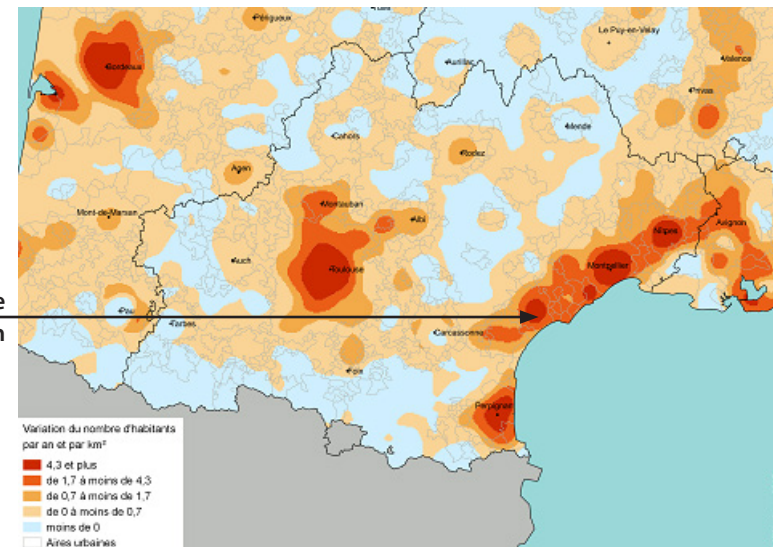 Tulle
Périgueux
Le Puy-en-Velay
Aurillac
Valence
Bordeaux
Privas
Mende
Cahors
Rodez
Agen
Montauban
Albi
Mont-de-Marsan
Avignon
Nîmes
Auch
Montpellier
Toulouse
e
Pau
n
Tarbes
Carcassonne
Foix
Perpignan
Variation du nombre d'habitants
par an et par km²
4,3 et plus
de 1,7 à moins de 4,3
de 0,7 à moins de 1,7
de 0 à moins de 0,7
moins de 0
Aires urbaines